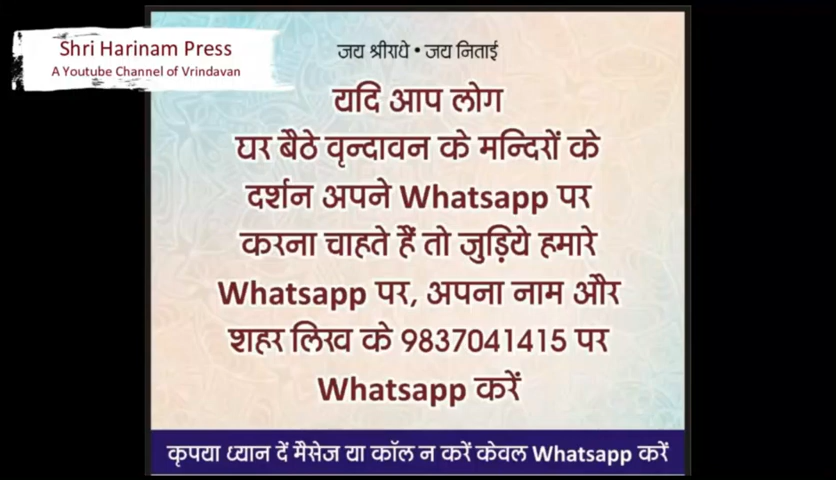 Shri Harinam Press
A Youtube Channel of Vrindavan
जय श्रीराधे • जय निताई
यदि आप लोग
घर बैठे वृन्दावन के मन्दिरों के
दर्शन अपने Whatsapp पर
करना चाहते हैं तो जुड़िये हमारे
Whatsapp पर, अपना नाम और
शहर लिख के 9837041415 पर
Whatsapp करें
कृपया ध्यान दें मैसेज या कॉल न करें केवल Whatsapp करें